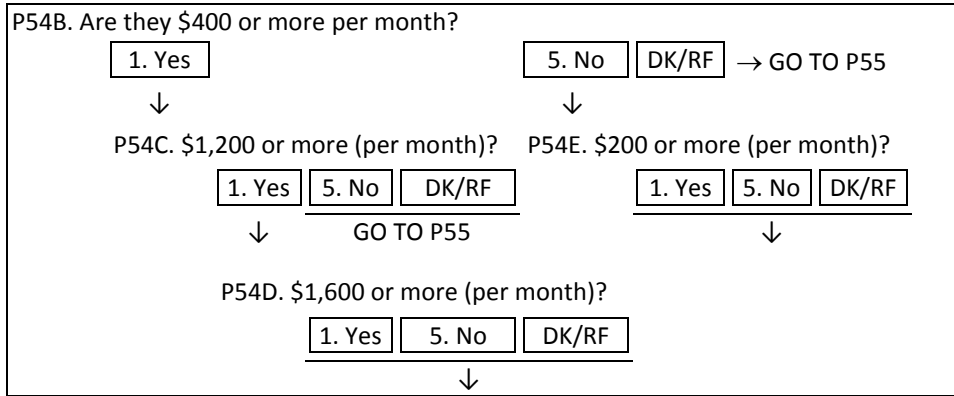 P54B. Are they $400 or more per month?
1. Yes 5. No DK/RF → GO TO P55
↓ ↓
P54C. $1,200 or more (per month)? P54E. $200 or more (per month)?
1. Yes 5. No DK/RF 1. Yes 5. No DK/RF
↓ GO TO P55 ↓
P54D. $1,600 or more (per month)?
1. Yes 5. No DK/RF
↓